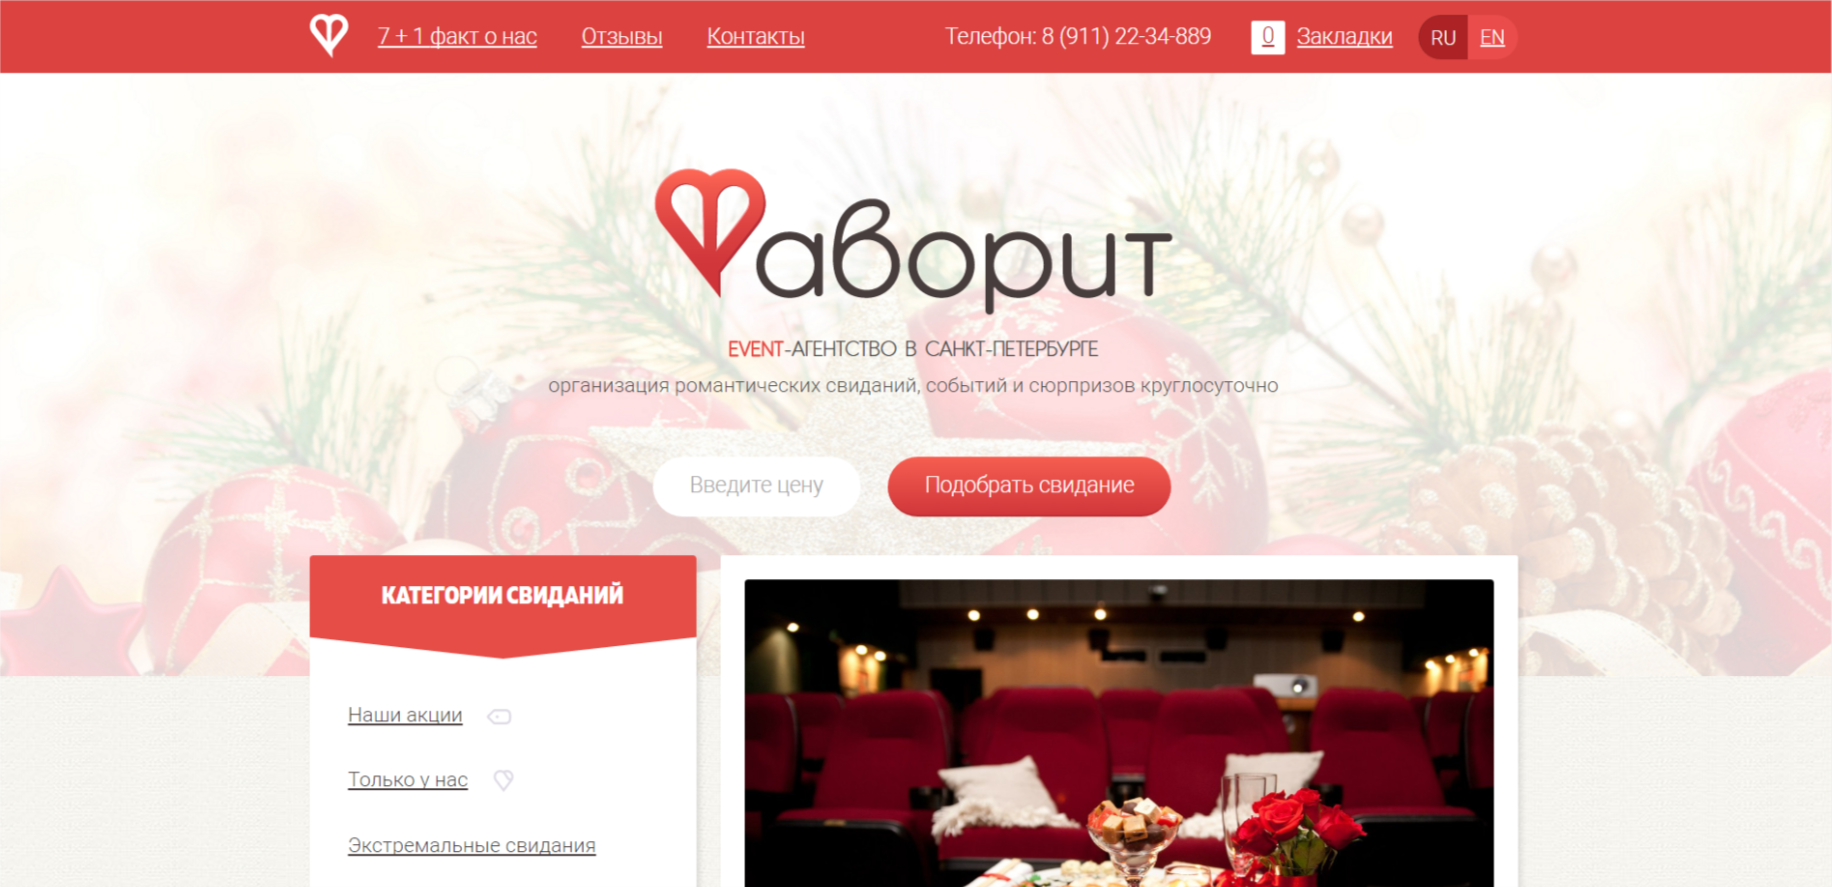 7 + 1 факт о нас Отзывы Контакты Телефон: 8 (911) 22-34-889 0 Закладки RU EN
Фаворит
EVENT-АГЕНТСТВО В САНКТ-ПЕТЕРБУРГЕ
организация романтических свиданий, событий и сюрпризов круглосуточно
Введите цену Подобрать свидание
КАТЕГОРИИ СВИДАНИЙ
Наши акции
Только у нас
Экстремальные свидания